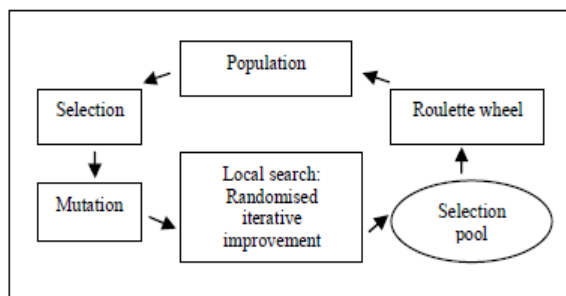 Population
Selection
Roulette wheel
Local search:
Randomised
iterative
improvement
Mutation
Selection
pool